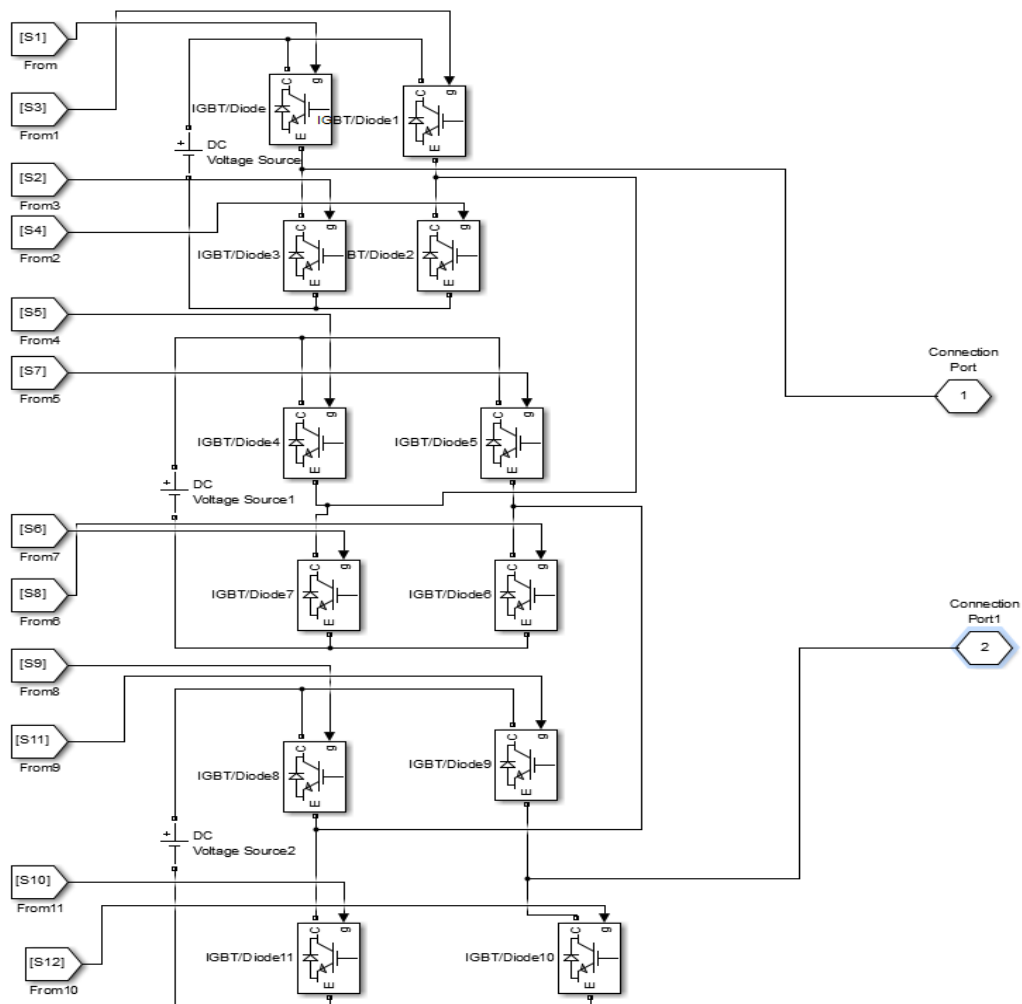 [S1]
From
[S3]
From1
C
g
E
IGBT/Diode
C
g
E
IGBT/Diode1
+
DC
Voltage Source
[S2]
From3
[S4]
From2
C
g
E
IGBT/Diode3
C
g
E
BT/Diode2
[S5]
From4
[S7]
From5
Connection
Port
1
C
g
E
IGBT/Diode4
C
g
E
IGBT/Diode5
+
DC
Voltage Source1
[S6]
From7
[S8]
From6
C
g
E
IGBT/Diode7
C
g
E
IGBT/Diode6
Connection
Port1
2
[S9]
From8
[S11]
From9
C
g
E
IGBT/Diode8
C
g
E
IGBT/Diode9
+
DC
Voltage Source2
[S10]
From11
[S12]
From10
C
g
E
IGBT/Diode11
C
g
E
IGBT/Diode10